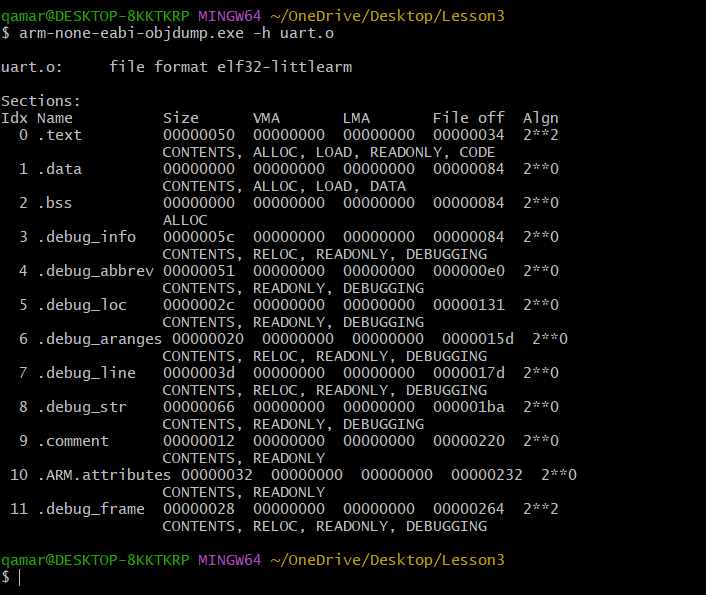 qamar@DESKTOP-8KKTKRP MINGW64 ~/OneDrive/Desktop/Lesson3
$ arm-none-eabi-objdump.exe -h uart.o

uart.o:     file format elf32-littlearm

Sections:
Idx Name          Size      VMA       LMA       File off  Algn
  0 .text         00000050  00000000  00000000  00000034  2**2
                  CONTENTS, ALLOC, LOAD, READONLY, CODE
  1 .data         00000000  00000000  00000000  00000084  2**0
                  CONTENTS, ALLOC, LOAD, DATA
  2 .bss          00000000  00000000  00000000  00000084  2**0
                  ALLOC
  3 .debug_info   0000005c  00000000  00000000  00000084  2**0
                  CONTENTS, RELOC, READONLY, DEBUGGING
  4 .debug_abbrev 00000051  00000000  00000000  000000e0  2**0
                  CONTENTS, READONLY, DEBUGGING
  5 .debug_loc    0000002c  00000000  00000000  00000131  2**0
                  CONTENTS, READONLY, DEBUGGING
  6 .debug_aranges 00000020  00000000  00000000  0000015d  2**0
                  CONTENTS, RELOC, READONLY, DEBUGGING
  7 .debug_line   0000003d  00000000  00000000  0000017d  2**0
                  CONTENTS, RELOC, READONLY, DEBUGGING
  8 .debug_str    00000066  00000000  00000000  000001ba  2**0
                  CONTENTS, READONLY, DEBUGGING
  9 .comment      00000012  00000000  00000000  00000220  2**0
                  CONTENTS, READONLY
 10 .ARM.attributes 00000032  00000000  00000000  00000232  2**0
                  CONTENTS, READONLY
 11 .debug_frame  00000028  00000000  00000000  00000264  2**2
                  CONTENTS, RELOC, READONLY, DEBUGGING

qamar@DESKTOP-8KKTKRP MINGW64 ~/OneDrive/Desktop/Lesson3
$